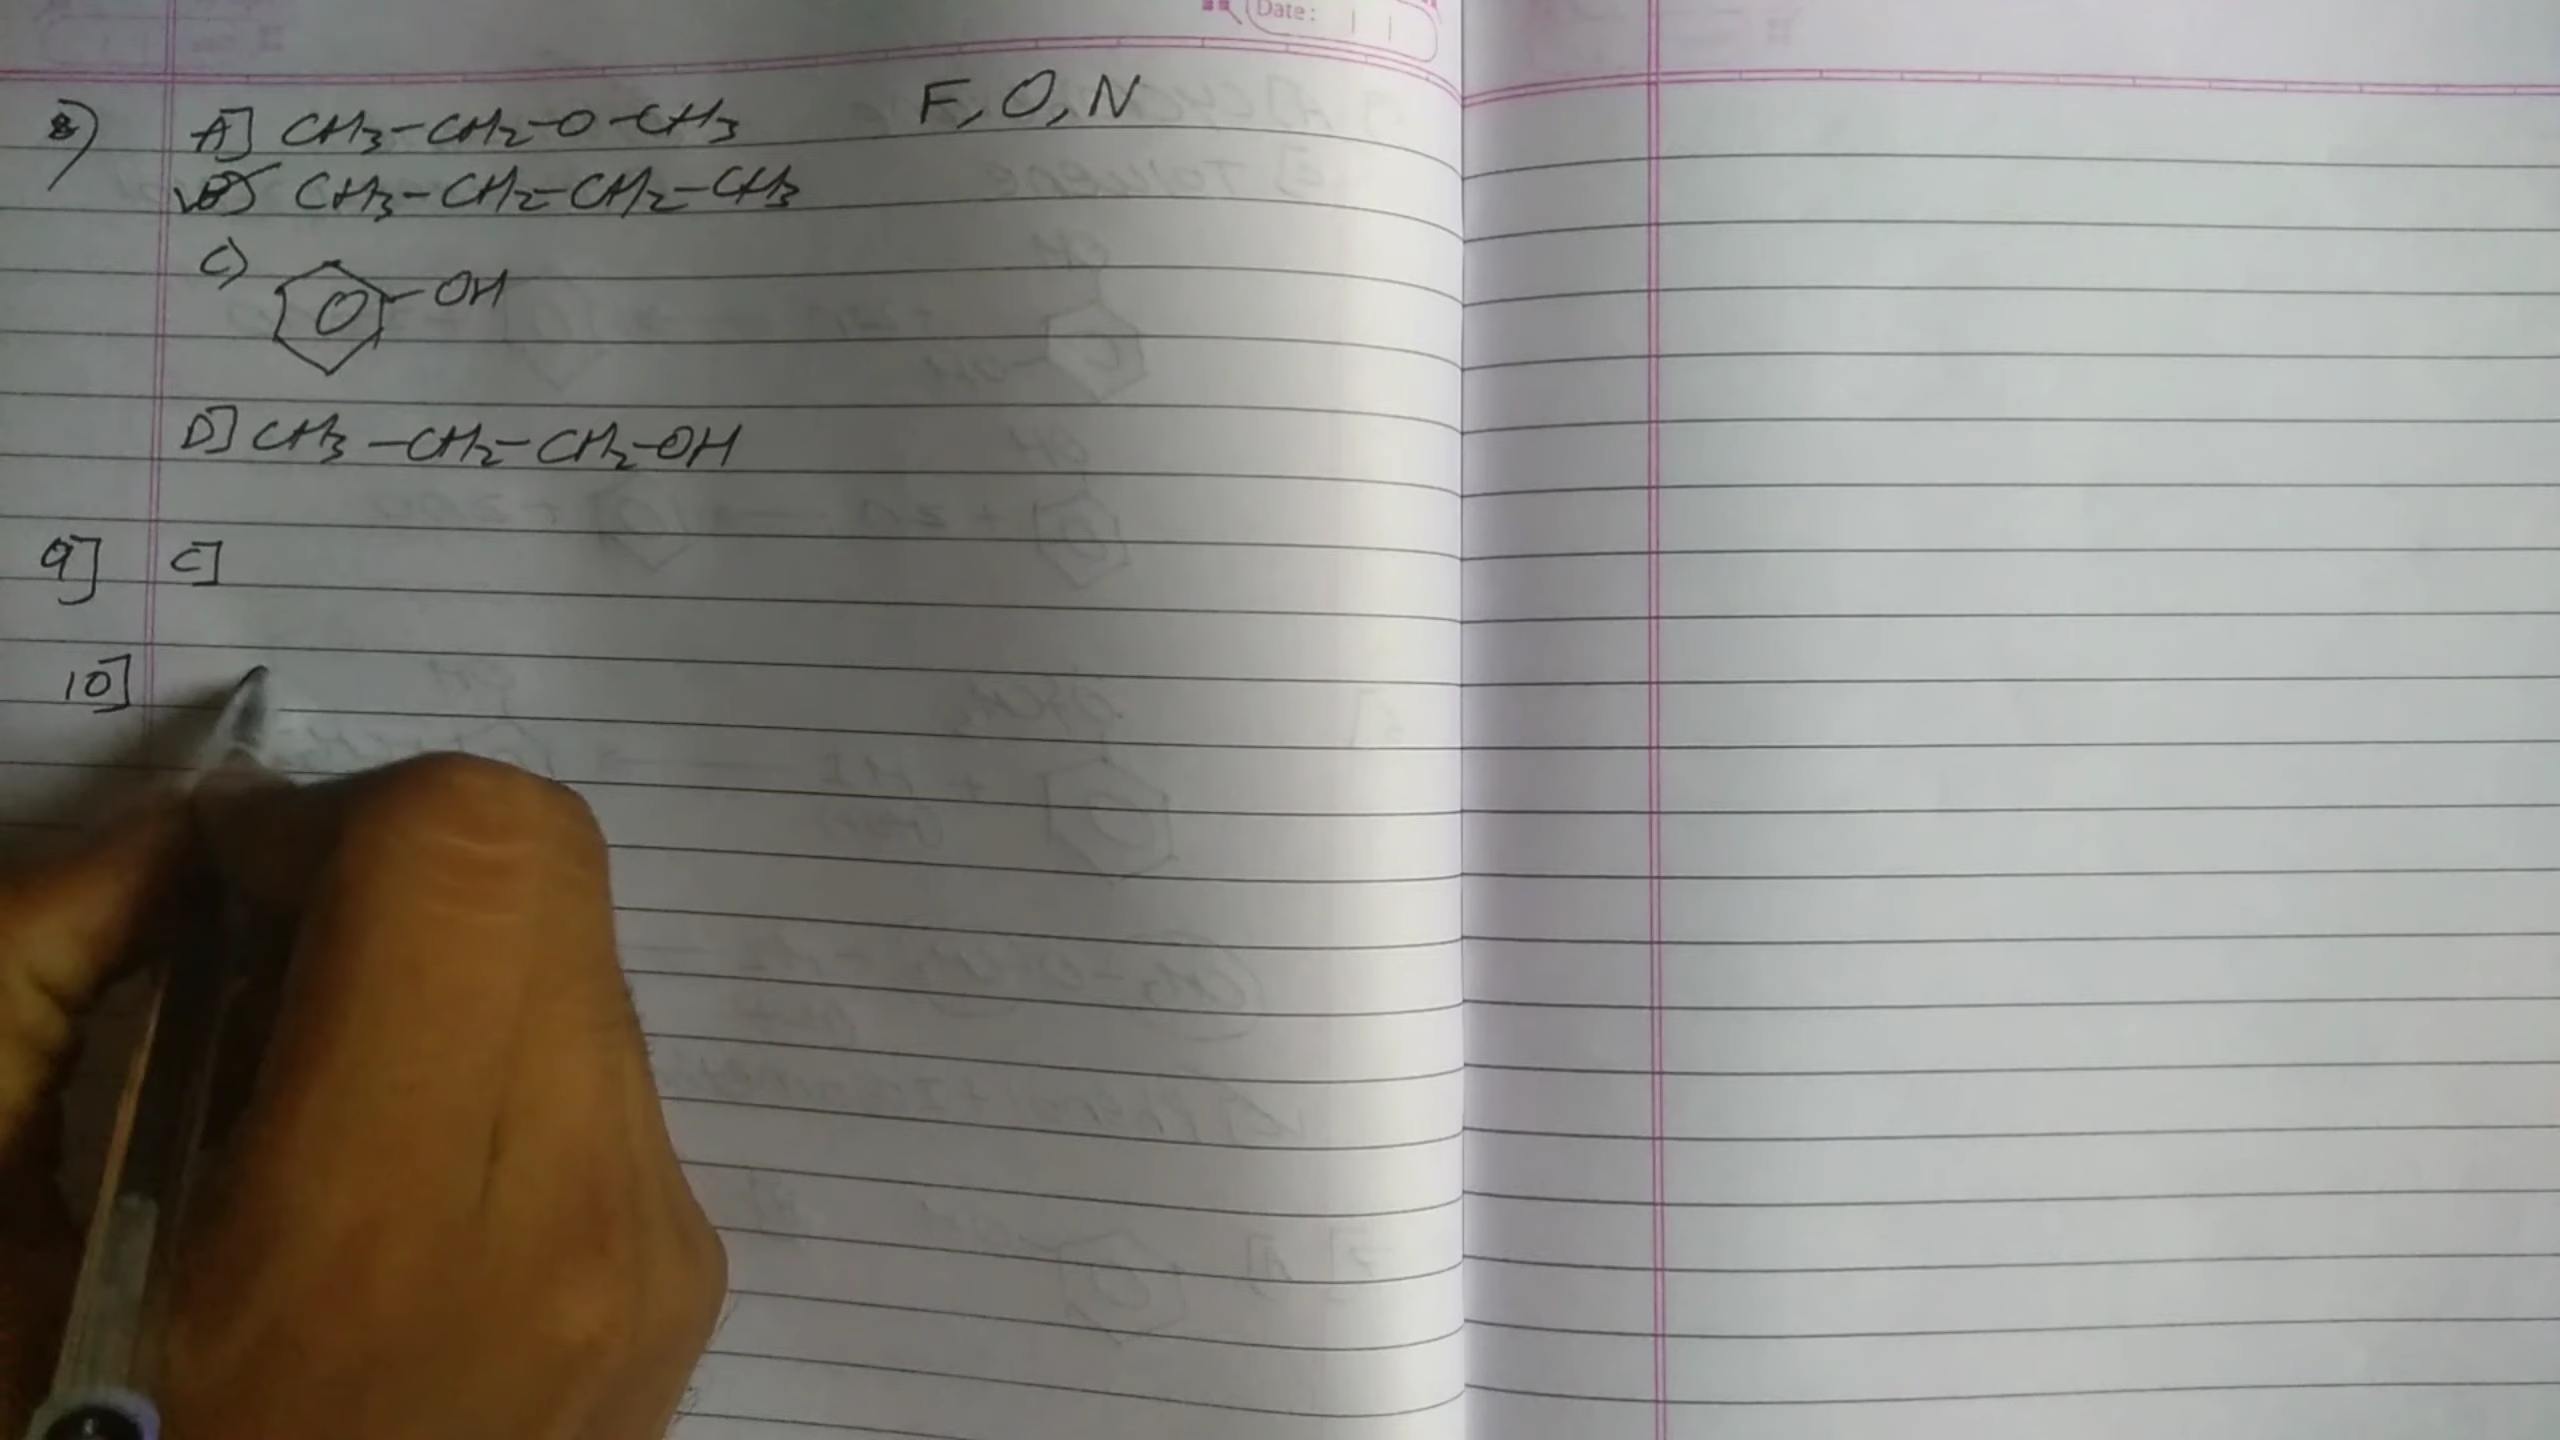 Date:
8) A] CH3-CH2-O-CH3 F, O, N
B] CH3-CH2-CH2-CH3
C) -OH
D] CH3-CH2-CH2-OH
9] C]
10]